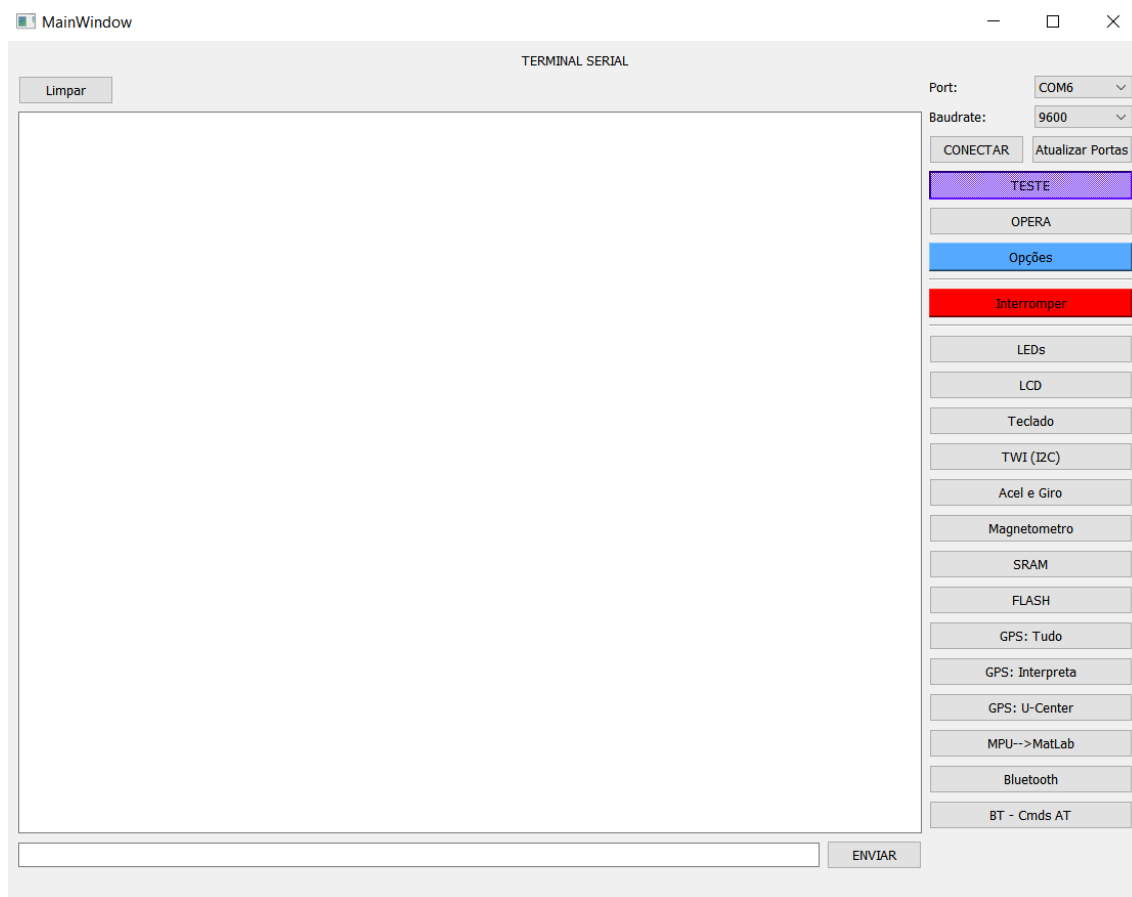 MainWindow
TERMINAL SERIAL
Limpar
Port: COM6
Baudrate: 9600
CONECTAR Atualizar Portas
TESTE
OPERA
Opções
Interromper
LEDs
LCD
Teclado
TWI (I2C)
Acel e Giro
Magnetometro
SRAM
FLASH
GPS: Tudo
GPS: Interpreta
GPS: U-Center
MPU-->MatLab
Bluetooth
BT - Cmds AT
ENVIAR